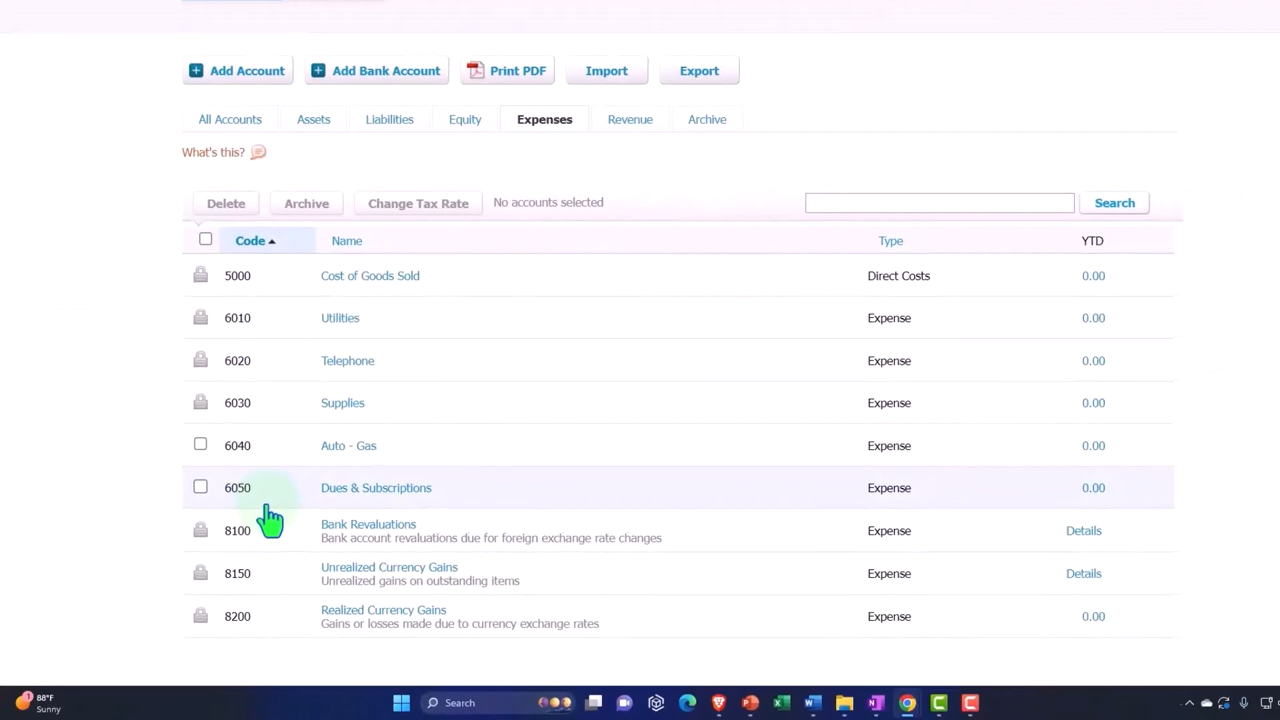 Add Account Add Bank Account Print PDF Import Export
All Accounts Assets Liabilities Equity Expenses Revenue Archive
What's this?
Delete Archive Change Tax Rate No accounts selected Search
Code Name Type YTD
5000 Cost of Goods Sold Direct Costs 0.00
6010 Utilities Expense 0.00
6020 Telephone Expense 0.00
6030 Supplies Expense 0.00
6040 Auto - Gas Expense 0.00
6050 Dues & Subscriptions Expense 0.00
8100 Bank Revaluations Expense Details
Bank account revaluations due for foreign exchange rate changes
8150 Unrealized Currency Gains Expense Details
Unrealized gains on outstanding items
8200 Realized Currency Gains Expense 0.00
Gains or losses made due to currency exchange rates
1 88°F
Sunny
Search